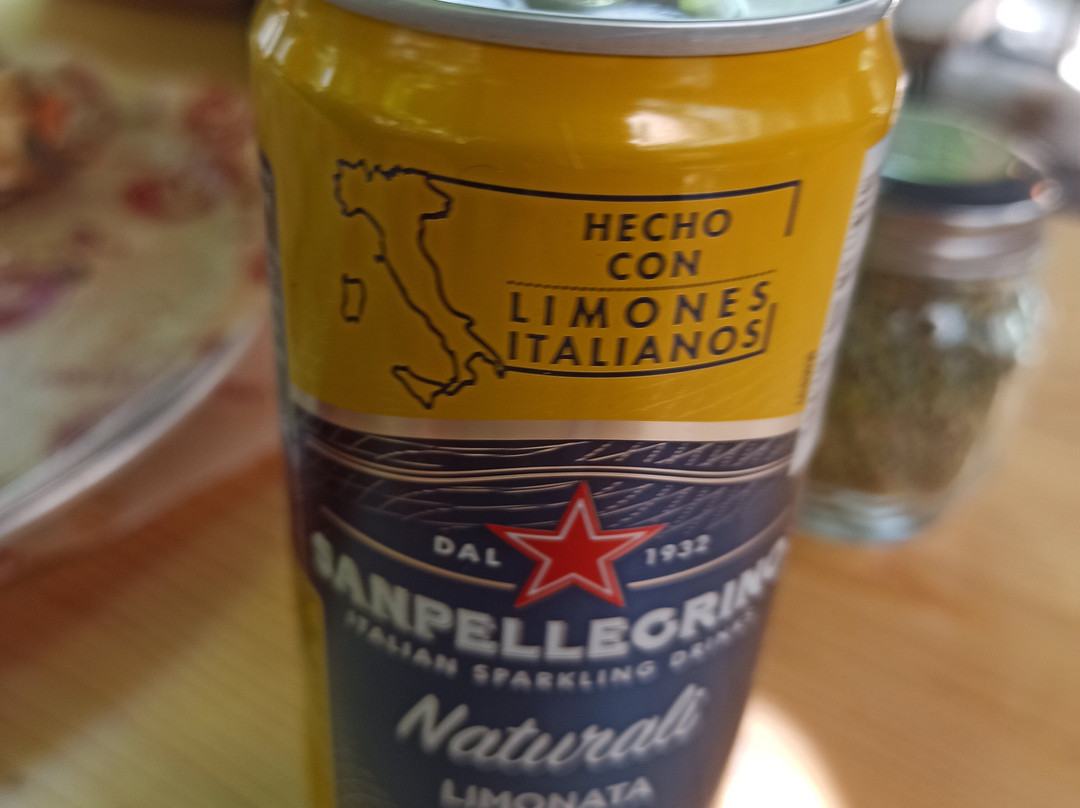 HECHO
CON
LIMONES
ITALIANOS
DAL 1932
SANPELLEGRINO
ITALIAN SPARKLING DRINKS
Naturali
LIMONATA